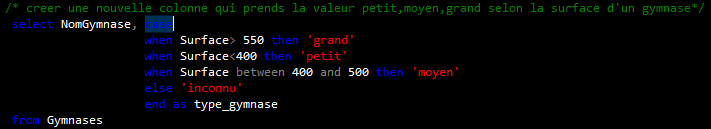 /* creer une nouvelle colonne qui prends la valeur petit,moyen,grand selon la surface d'un gymnase*/
select NomGymnase, case
when Surface> 550 then 'grand'
when Surface<400 then 'petit'
when Surface between 400 and 500 then 'moyen'
else 'inconnu'
end as type_gymnase
from Gymnases